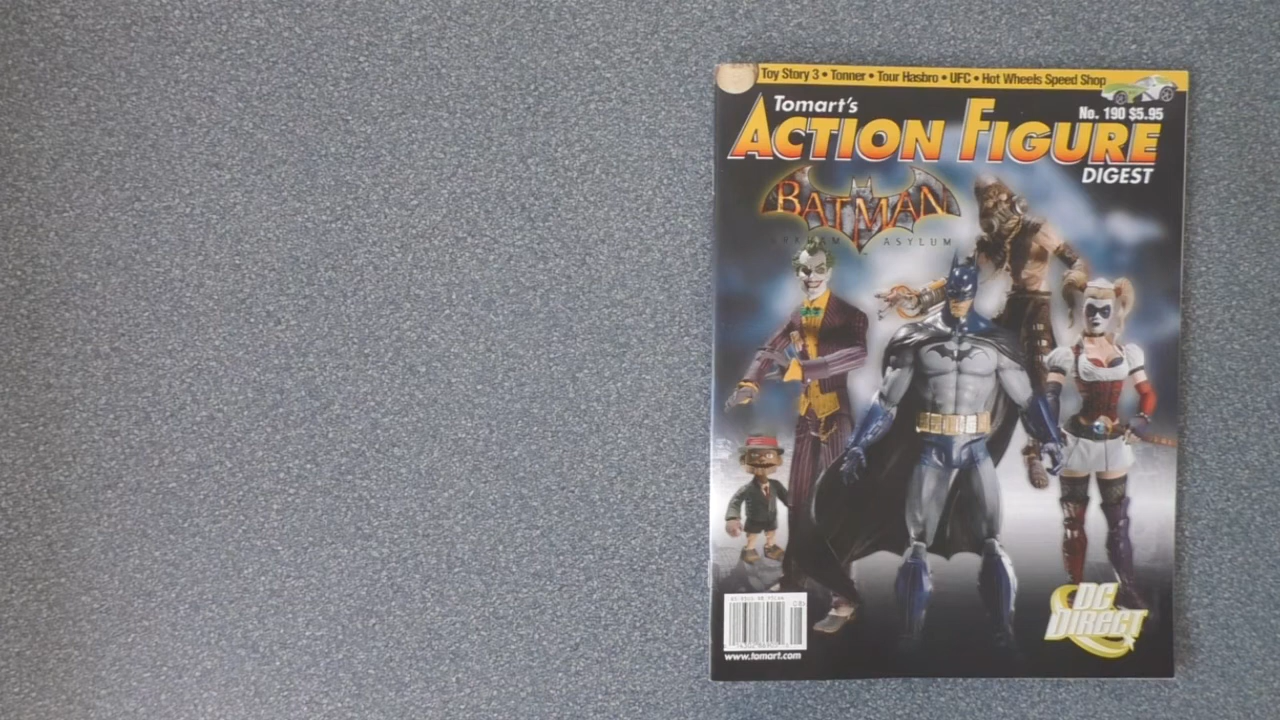 Toy Story 3 • Tonner • Tour Hasbro • UFC • Hot Wheels Speed Shop
Tomart's
No. 190 $5.95
ACTION FIGURE
DIGEST
BATMAN
ARKHAM ASYLUM
DC
DIRECT
www.tomart.com